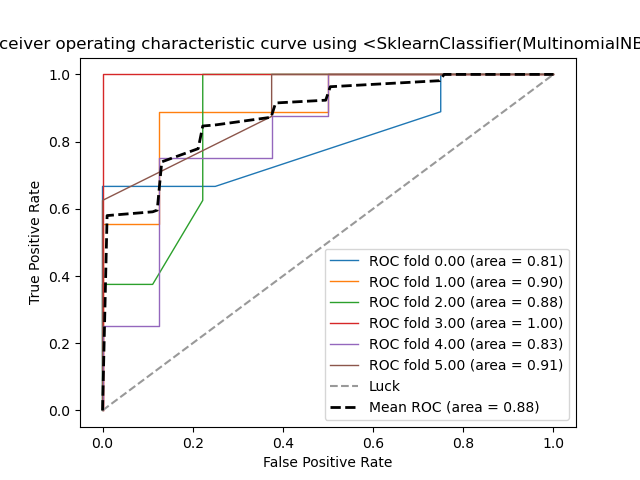 ceiver operating characteristic curve using <SklearnClassifier(MultinomialNB
1.0
0.8
0.6
0.4
0.2
0.0
True Positive Rate
ROC fold 0.00 (area = 0.81)
ROC fold 1.00 (area = 0.90)
ROC fold 2.00 (area = 0.88)
ROC fold 3.00 (area = 1.00)
ROC fold 4.00 (area = 0.83)
ROC fold 5.00 (area = 0.91)
Luck
Mean ROC (area = 0.88)
0.0 0.2 0.4 0.6 0.8 1.0
False Positive Rate